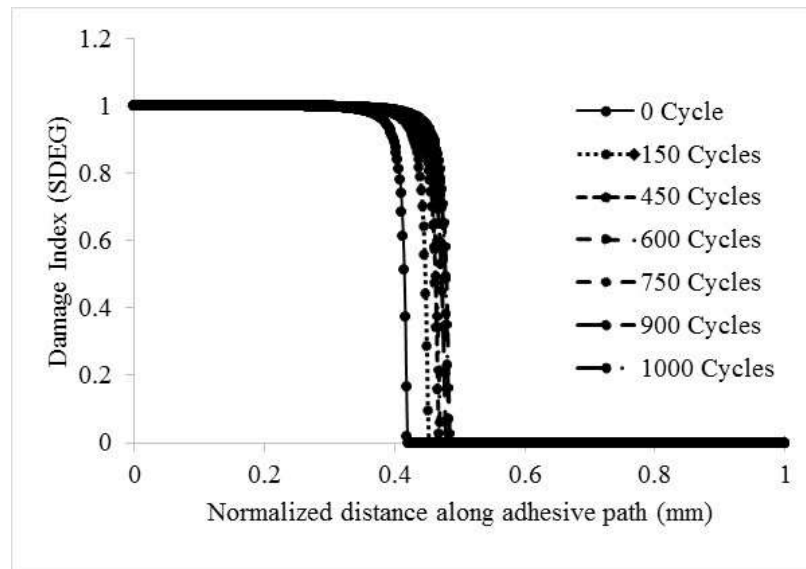 1.2
1
0.8
0.6
0.4
0.2
0
Damage Index (SDEG)
0 Cycle
150 Cycles
450 Cycles
600 Cycles
750 Cycles
900 Cycles
1000 Cycles
0 0.2 0.4 0.6 0.8 1
Normalized distance along adhesive path (mm)